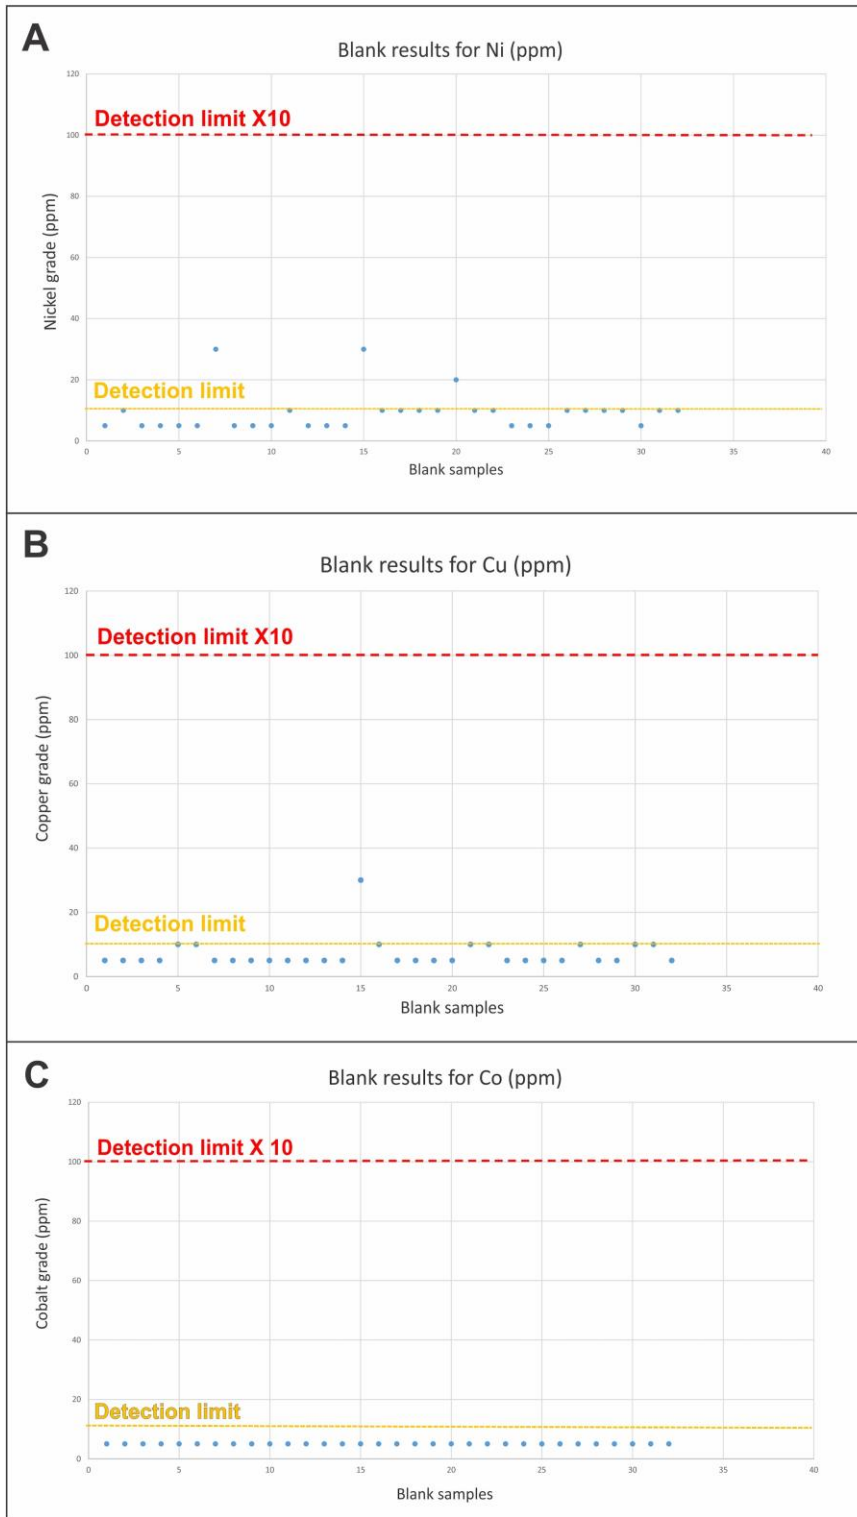 A
Blank results for Ni (ppm)
120
Detection limit X10
100
80
60
40
Detection limit
20
0
Nickel grade (ppm)
0 5 10 15 20 25 30 35 40
Blank samples
B
Blank results for Cu (ppm)
120
Detection limit X10
100
80
60
40
Detection limit
20
0
Copper grade (ppm)
0 5 10 15 20 25 30 35 40
Blank samples
C
Blank results for Co (ppm)
120
Detection limit X 10
100
80
60
40
20
Detection limit
0
Cobalt grade (ppm)
0 5 10 15 20 25 30 35 40
Blank samples